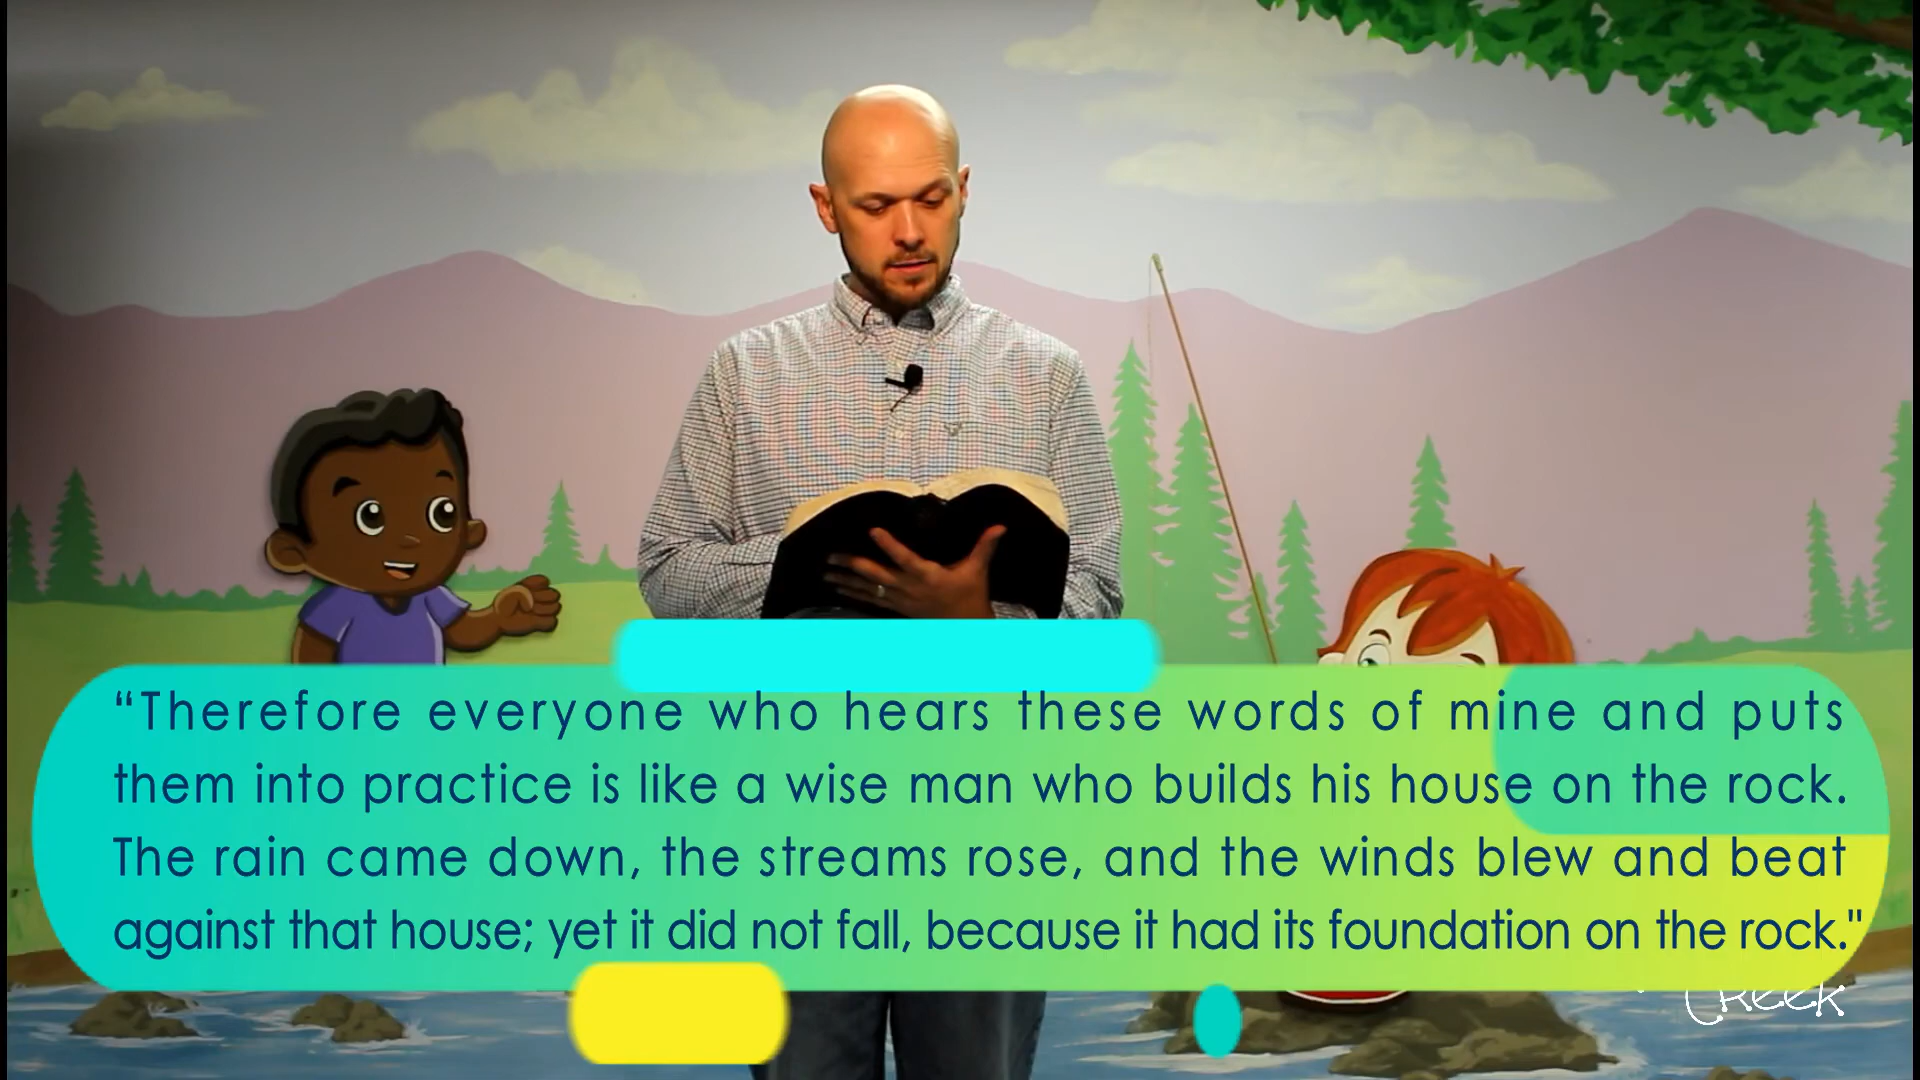 “Therefore everyone who hears these words of mine and puts
them into practice is like a wise man who builds his house on the rock.
The rain came down, the streams rose, and the winds blew and beat
against that house; yet it did not fall, because it had its foundation on the rock."
CReek